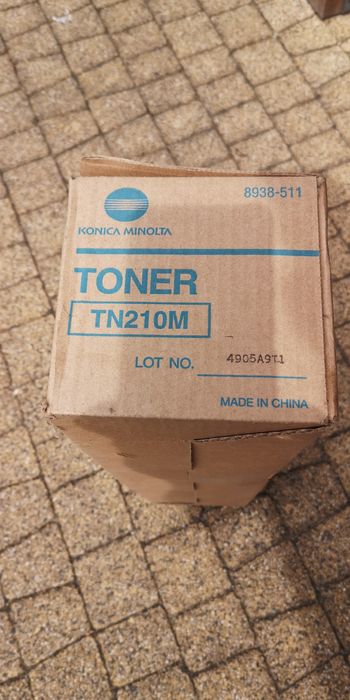 8938-511
KONICA MINOLTA
TONER
TN210M
LOT NO. 4905A9T1
MADE IN CHINA